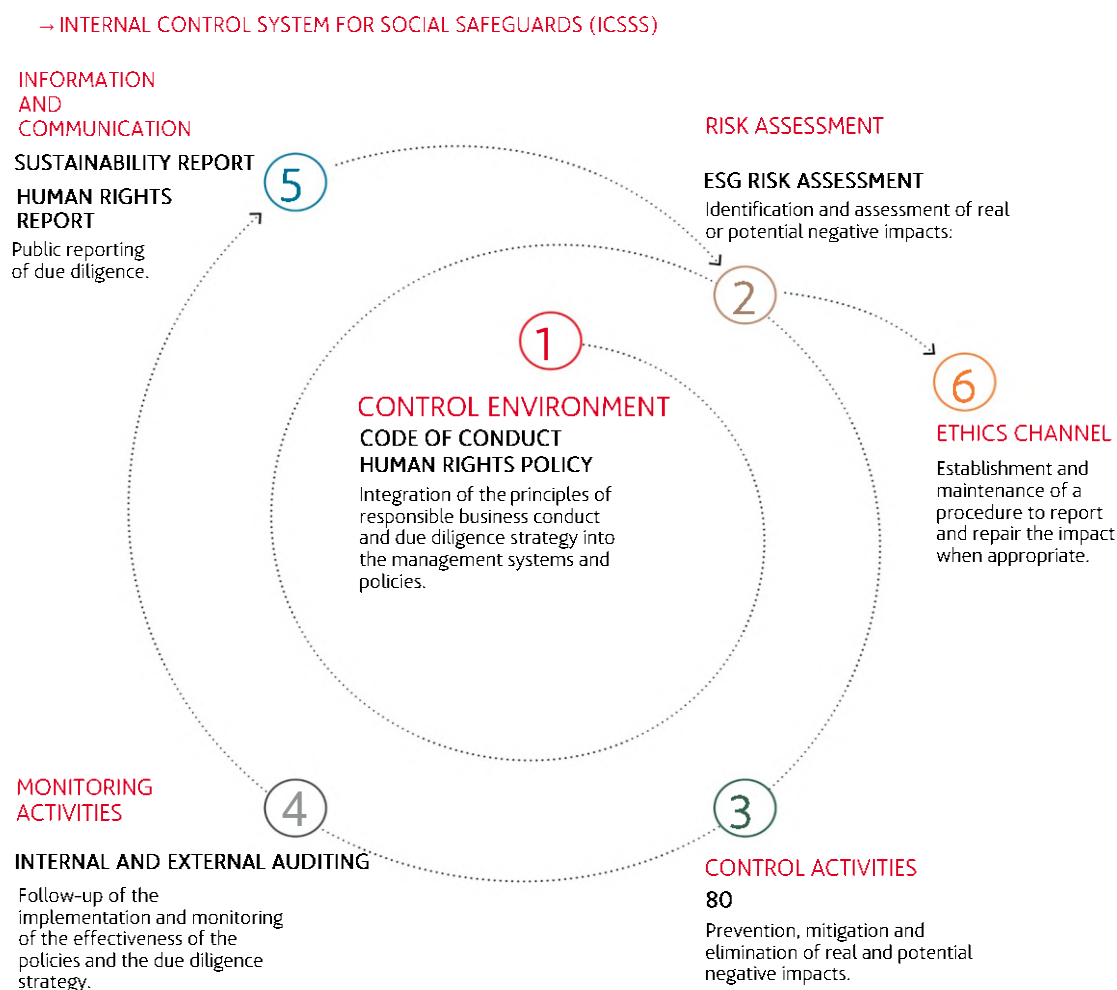 → INTERNAL CONTROL SYSTEM FOR SOCIAL SAFEGUARDS (ICSSS)
INFORMATION
AND
COMMUNICATION
SUSTAINABILITY REPORT
HUMAN RIGHTS
REPORT
Public reporting
of due diligence.
5
RISK ASSESSMENT
ESG RISK ASSESSMENT
Identification and assessment of real
or potential negative impacts:
2
1
CONTROL ENVIRONMENT
CODE OF CONDUCT
HUMAN RIGHTS POLICY
Integration of the principles of
responsible business conduct
and due diligence strategy into
the management systems and
policies.
6
ETHICS CHANNEL
Establishment and
maintenance of a
procedure to report
and repair the impact
when appropriate.
MONITORING
ACTIVITIES
4
INTERNAL AND EXTERNAL AUDITING
Follow-up of the
implementation and monitoring
of the effectiveness of the
policies and the due diligence
strategy.
3
CONTROL ACTIVITIES
80
Prevention, mitigation and
elimination of real and potential
negative impacts.